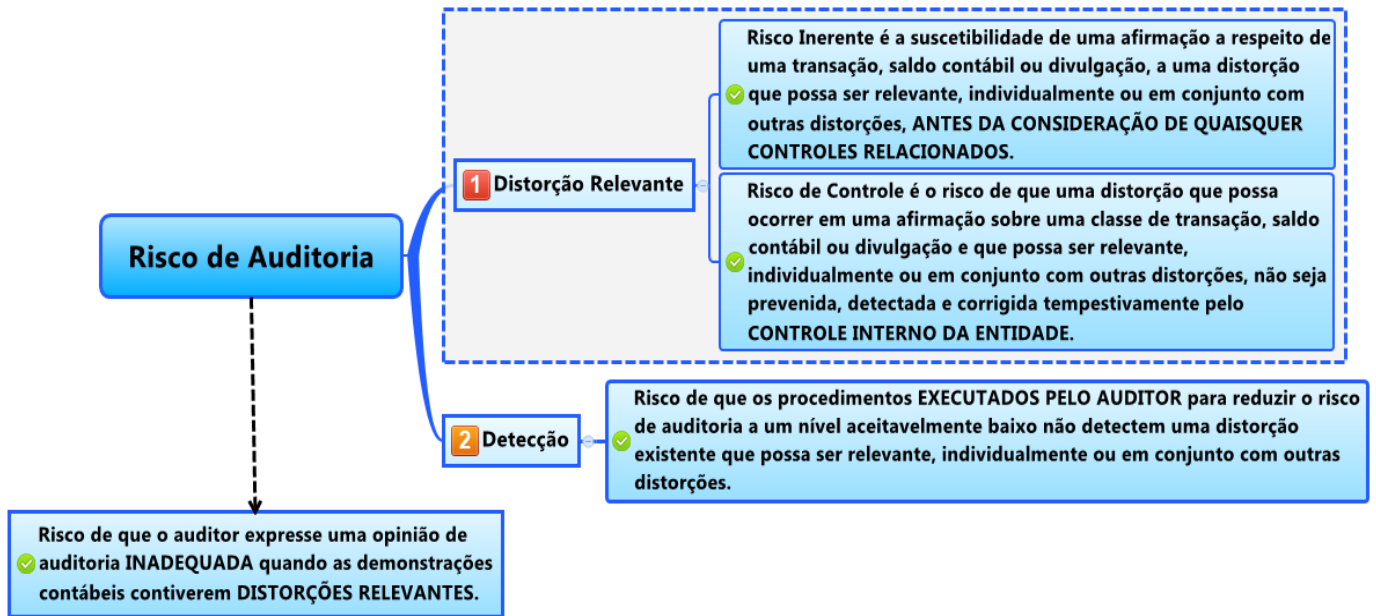 Risco Inerente é a suscetibilidade de uma afirmação a respeito de
uma transação, saldo contábil ou divulgação, a uma distorção
que possa ser relevante, individualmente ou em conjunto com
outras distorções, ANTES DA CONSIDERAÇÃO DE QUAISQUER
CONTROLES RELACIONADOS.
1 Distorção Relevante
Risco de Controle é o risco de que uma distorção que possa
ocorrer em uma afirmação sobre uma classe de transação, saldo
contábil ou divulgação e que possa ser relevante,
individualmente ou em conjunto com outras distorções, não seja
prevenida, detectada e corrigida tempestivamente pelo
CONTROLE INTERNO DA ENTIDADE.
Risco de Auditoria
2 Detecção
Risco de que os procedimentos EXECUTADOS PELO AUDITOR para reduzir o risco
de auditoria a um nível aceitavelmente baixo não detectem uma distorção
existente que possa ser relevante, individualmente ou em conjunto com outras
distorções.
Risco de que o auditor expresse uma opinião de
auditoria INADEQUADA quando as demonstrações
contábeis contiverem DISTORÇÕES RELEVANTES.